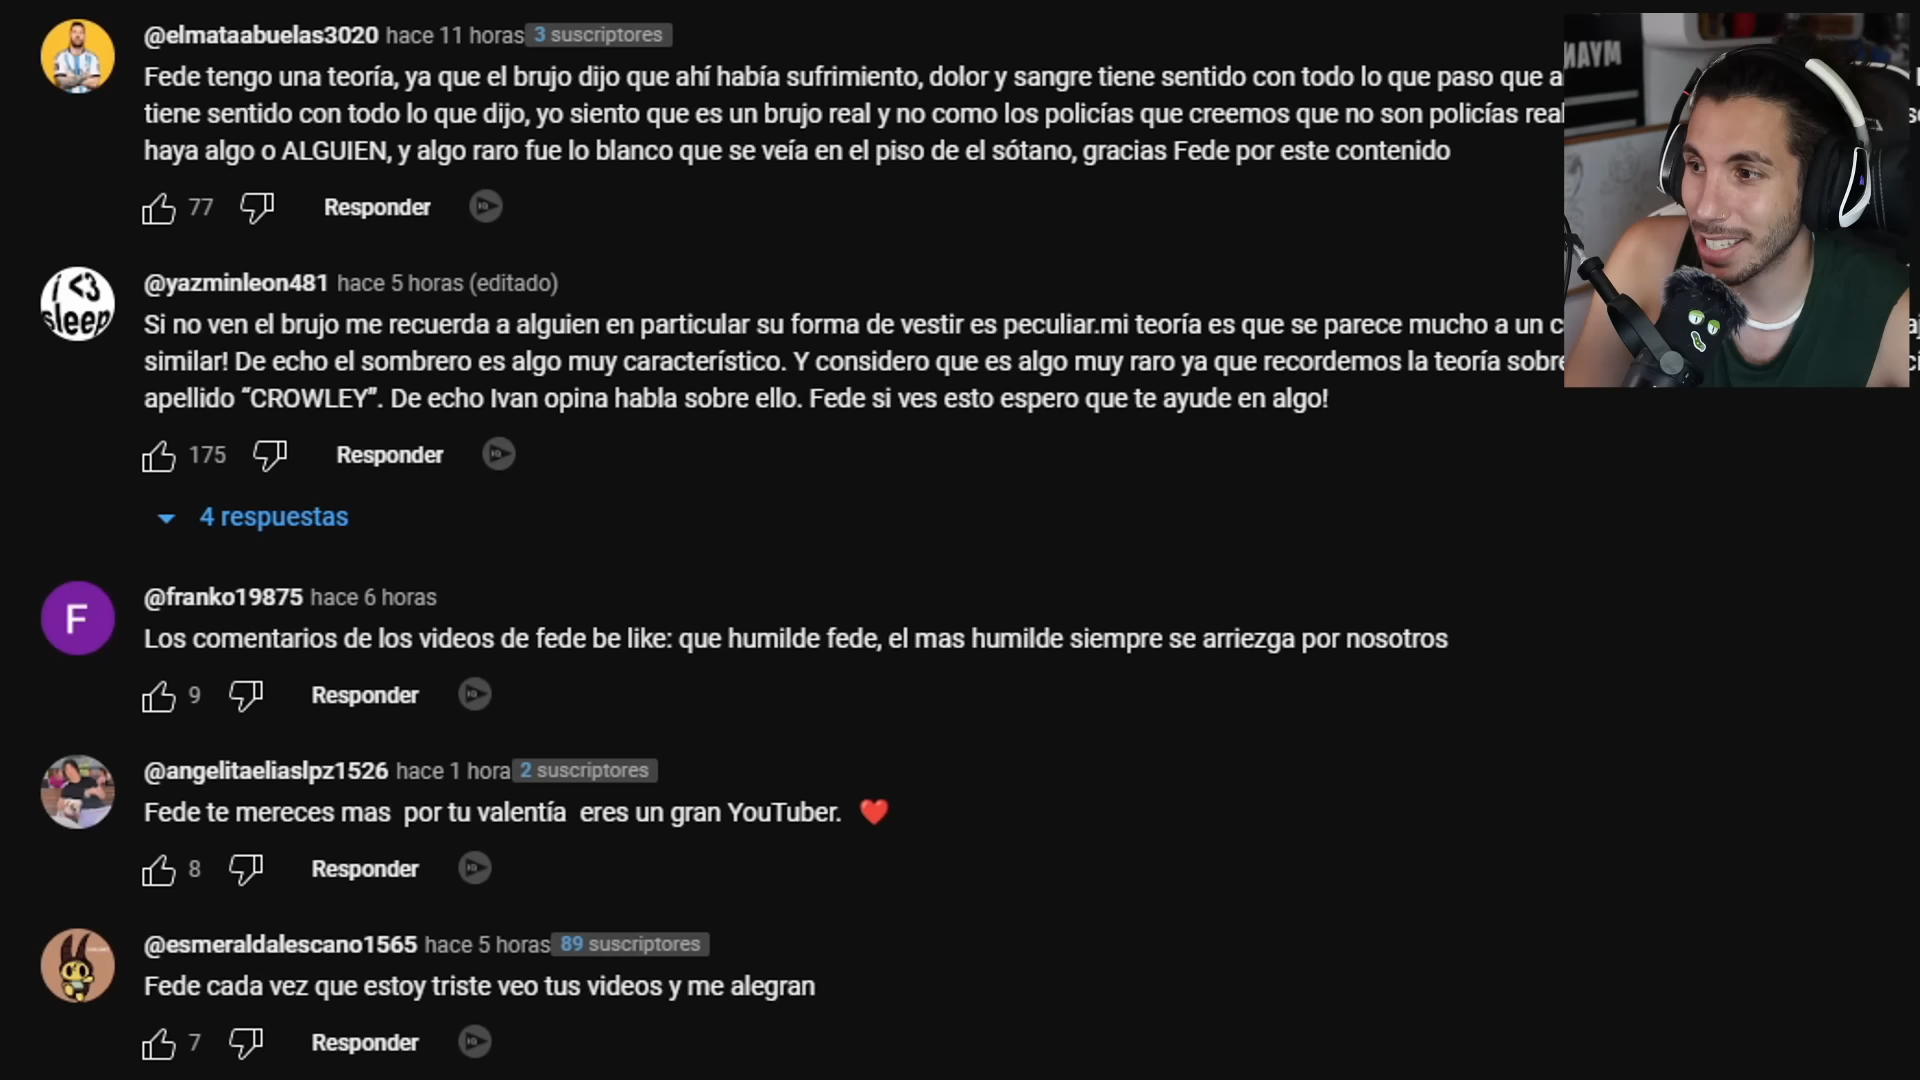 @elmataabuelas3020 hace 11 horas 3 suscriptores
Fede tengo una teoría, ya que el brujo dijo que ahí había sufrimiento, dolor y sangre tiene sentido con todo lo que paso que a
tiene sentido con todo lo que dijo, yo siento que es un brujo real y no como los policías que creemos que no son policías real
haya algo o ALGUIEN, y algo raro fue lo blanco que se veía en el piso de el sótano, gracias Fede por este contenido
77 Responder
@yazminleon481 hace 5 horas (editado)
i <3
sleep
Si no ven el brujo me recuerda a alguien en particular su forma de vestir es peculiar.mi teoría es que se parece mucho a un c
similar! De echo el sombrero es algo muy característico. Y considero que es algo muy raro ya que recordemos la teoría sobre
apellido “CROWLEY”. De echo Ivan opina habla sobre ello. Fede si ves esto espero que te ayude en algo!
175 Responder
4 respuestas
@franko19875 hace 6 horas
F
Los comentarios de los videos de fede be like: que humilde fede, el mas humilde siempre se arriezga por nosotros
9 Responder
@angelitaeliaslpz1526 hace 1 hora 2 suscriptores
Fede te mereces mas por tu valentía eres un gran YouTuber. ❤️
8 Responder
@esmeraldalescano1565 hace 5 horas 89 suscriptores
Fede cada vez que estoy triste veo tus videos y me alegran
7 Responder